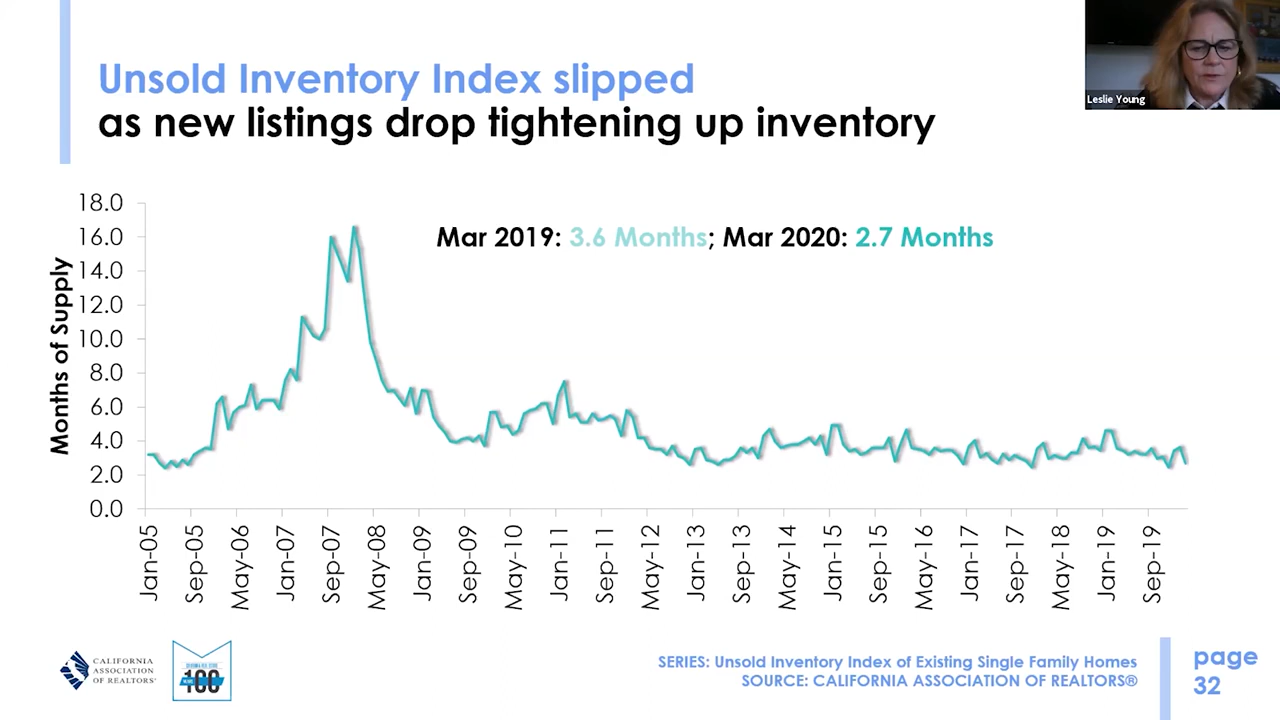 Leslie Young
Unsold Inventory Index slipped
as new listings drop tightening up inventory
Mar 2019: 3.6 Months; Mar 2020: 2.7 Months
Months of Supply
18.0
16.0
14.0
12.0
10.0
8.0
6.0
4.0
2.0
0.0
Jan-05
Sep-05
May-06
Jan-07
Sep-07
May-08
Jan-09
Sep-09
May-10
Jan-11
Sep-11
May-12
Jan-13
Sep-13
May-14
Jan-15
Sep-15
May-16
Jan-17
Sep-17
May-18
Jan-19
Sep-19
CALIFORNIA
ASSOCIATION
OF REALTORS®
100
SERIES: Unsold Inventory Index of Existing Single Family Homes
SOURCE: CALIFORNIA ASSOCIATION OF REALTORS®
page
32